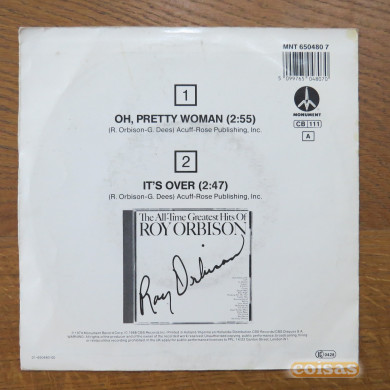 MNT 650480 7
5099765 048070
1
OH, PRETTY WOMAN (2:55)
(R. Orbison-G. Dees) Acuff-Rose Publishing, Inc.
MONUMENT
CB 111
A
2
IT'S OVER (2:47)
(R. Orbison-G. Dees) Acuff-Rose Publishing, Inc.
The All-Time Greatest Hits Of
ROY ORBISON
Roy Orbison
coisas